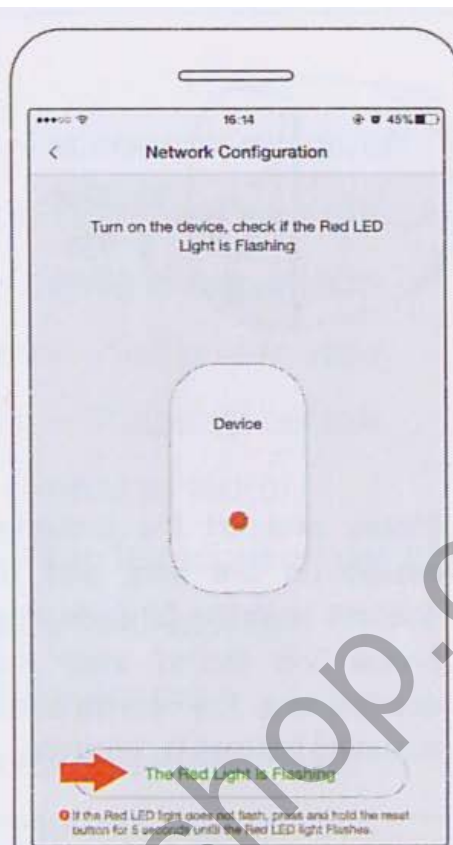 16:14
45%
Network Configuration
Turn on the device, check if the Red LED
Light is Flashing
Device
The Red Light is Flashing
If the Red LED light does not flash, press and hold the reset
button for 5 seconds until the Red LED light Flashes.